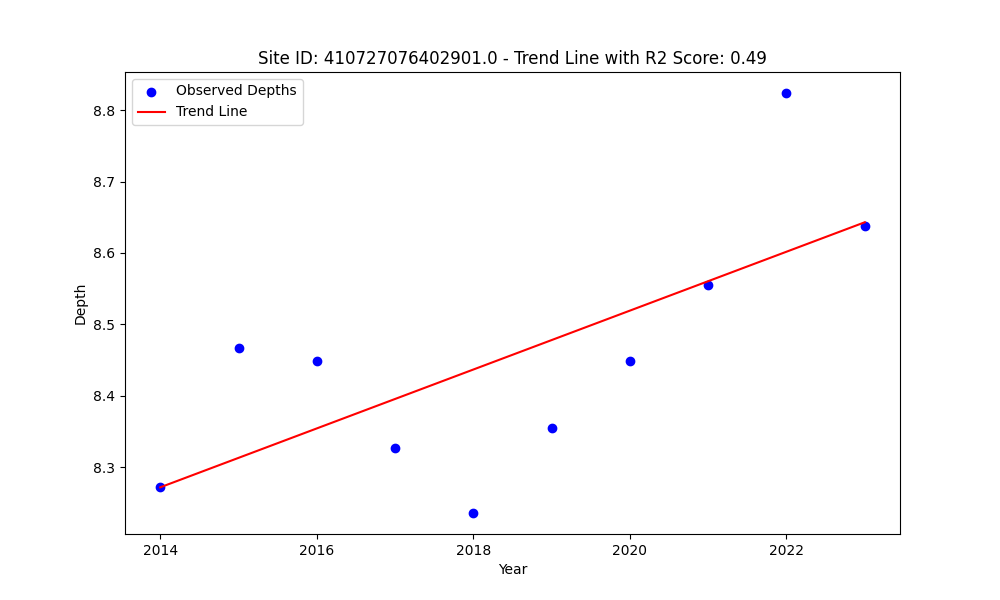 Site ID: 410727076402901.0 - Trend Line with R2 Score: 0.49
Observed Depths
Trend Line
8.8
8.7
8.6
8.5
8.4
8.3
Depth
2014
2016
2018
2020
2022
Year